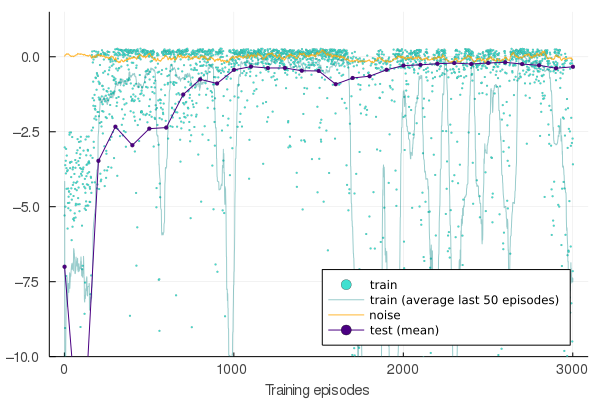 0.0
−2.5
−5.0
−7.5
−10.0
0
1000
2000
3000
Training episodes
train
train (average last 50 episodes)
noise
test (mean)